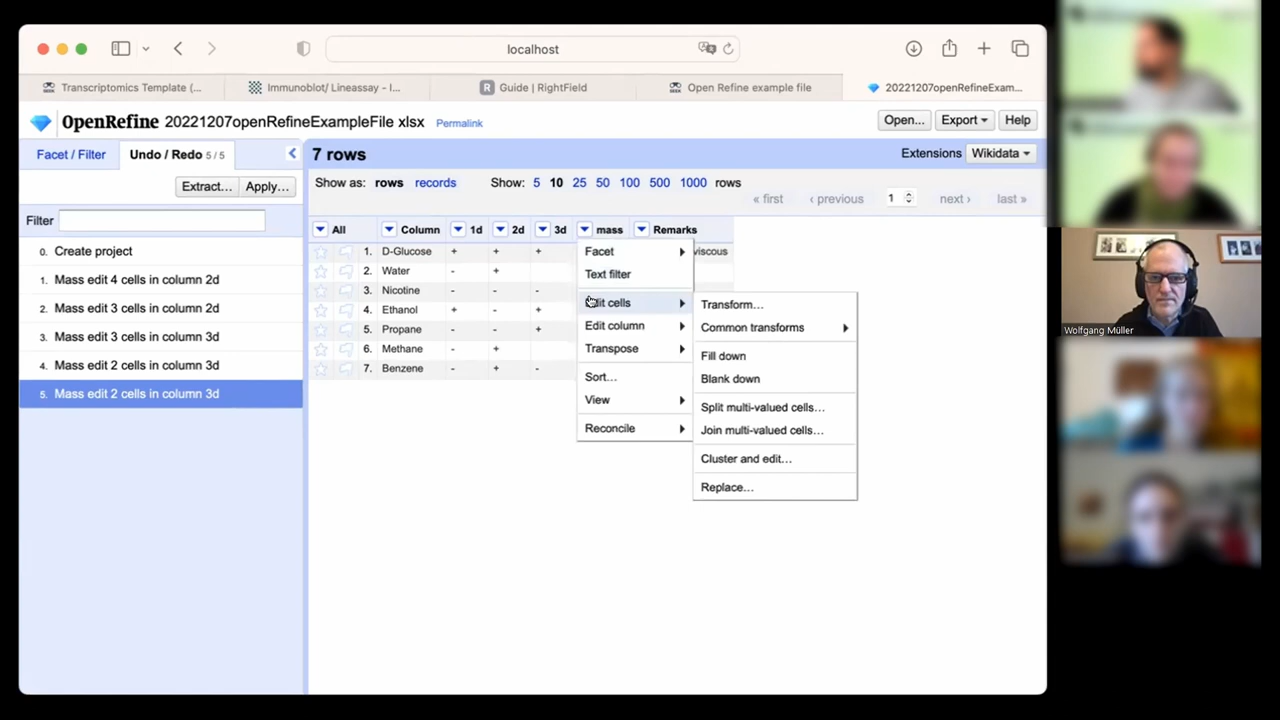 localhost
Transcriptomics Template (...
Immunoblot/ Lineassay - I...
Guide | RightField
Open Refine example file
20221207openRefineExam...
OpenRefine 20221207openRefineExampleFile xlsx Permalink
Open... Export Help
Facet / Filter Undo / Redo 5 / 5
7 rows
Extensions Wikidata
Extract... Apply...
Show as: rows records Show: 5 10 25 50 100 500 1000 rows
« first ‹ previous 1 next › last »
Filter
All Column 1d 2d 3d mass Remarks
0. Create project
1. Mass edit 4 cells in column 2d
2. Mass edit 3 cells in column 2d
3. Mass edit 3 cells in column 3d
4. Mass edit 2 cells in column 3d
5. Mass edit 2 cells in column 3d
1. D-Glucose + + + viscous
2. Water - +
3. Nicotine - - -
4. Ethanol + - +
5. Propane - - +
6. Methane - +
7. Benzene - + -
Facet
Text filter
Edit cells
Edit column
Transpose
Sort...
View
Reconcile
Transform...
Common transforms
Fill down
Blank down
Split multi-valued cells...
Join multi-valued cells...
Cluster and edit...
Replace...
Wolfgang Müller